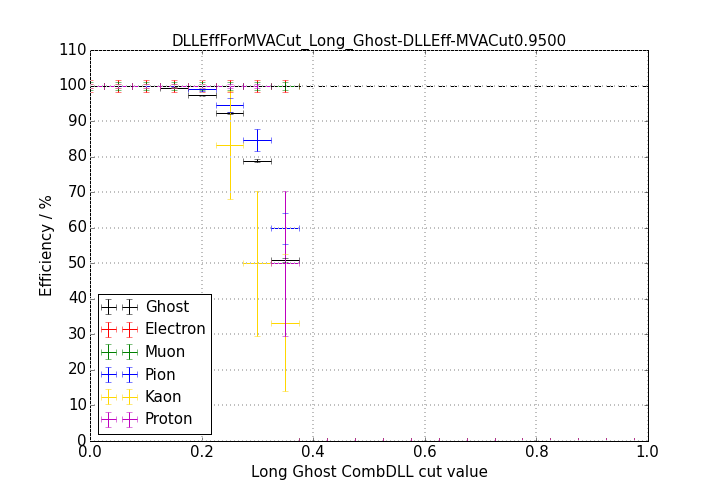 DLLEffForMVACut_Long_Ghost-DLLEff-MVACut0.9500
110
100
90
80
70
60
50
40
30
20
10
0
Efficiency / %
Ghost
Electron
Muon
Pion
Kaon
Proton
0.0 0.2 0.4 0.6 0.8 1.0
Long Ghost CombDLL cut value